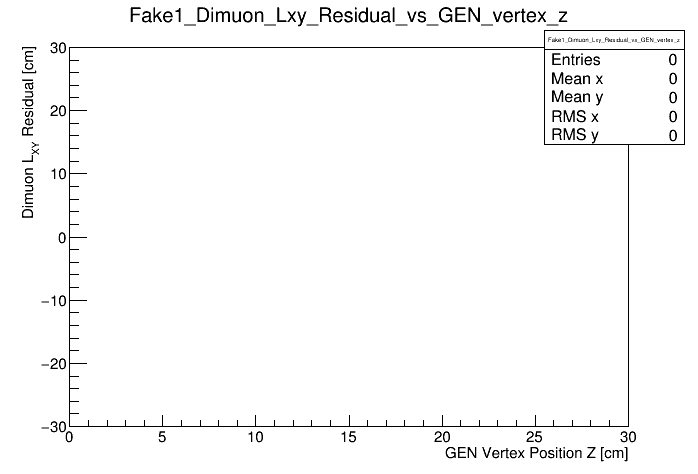 Fake1_Dimuon_Lxy_Residual_vs_GEN_vertex_z
Fake1_Dimuon_Lxy_Residual_vs_GEN_vertex_z
Entries 0
Mean x 0
Mean y 0
RMS x 0
RMS y 0
Dimuon L_XY Residual [cm]
30
20
10
0
−10
−20
−30
0 5 10 15 20 25 30
GEN Vertex Position Z [cm]